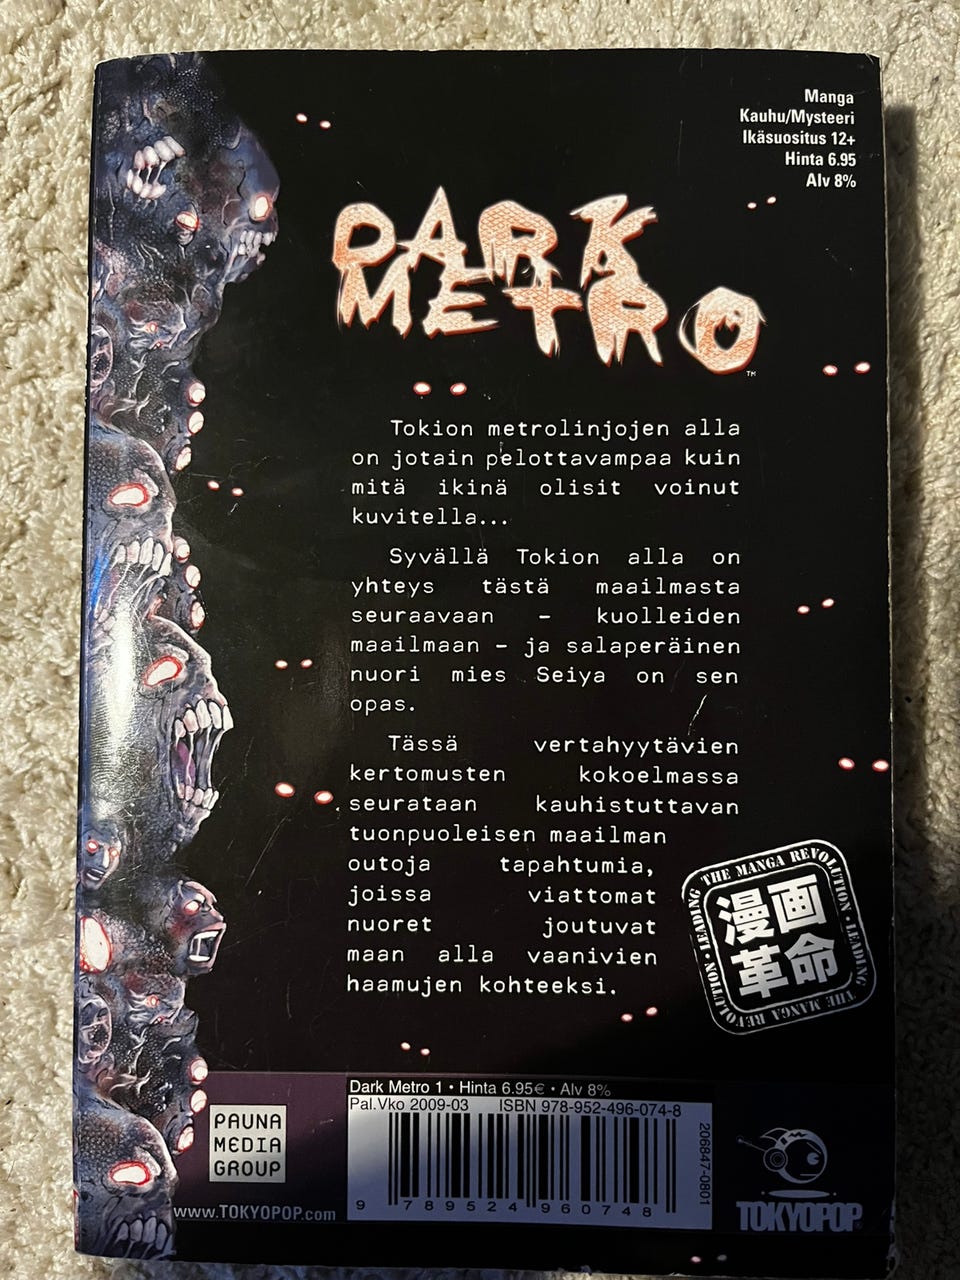 Manga
Kauhu/Mysteeri
Ikäsuositus 12+
Hinta 6.95
Alv 8%
DARK
METRO
™
Tokion metrolinjojen alla
on jotain pelottavampaa kuin
mitä ikinä olisit voinut
kuvitella...
Syvällä Tokion alla on
yhteys tästä maailmasta
seuraavaan – kuolleiden
maailmaan – ja salaperäinen
nuori mies Seiya on sen
opas.
Tässä vertahyytävien
kertomusten kokoelmassa
seurataan kauhistuttavan
tuonpuoleisen maailman
outoja tapahtumia,
joissa viattomat
nuoret joutuvat
maan alla vaanivien
haamujen kohteeksi.
LEADING THE MANGA REVOLUTION · LEADING THE MANGA REVOLUTION ·
漫画
革命
Dark Metro 1 • Hinta 6.95€ • Alv 8%
Pal.Vko 2009-03 ISBN 978-952-496-074-8
206847-0801
9 789524 960748
PAUNA
MEDIA
GROUP
www.TOKYOPOP.com
TOKYOPOP